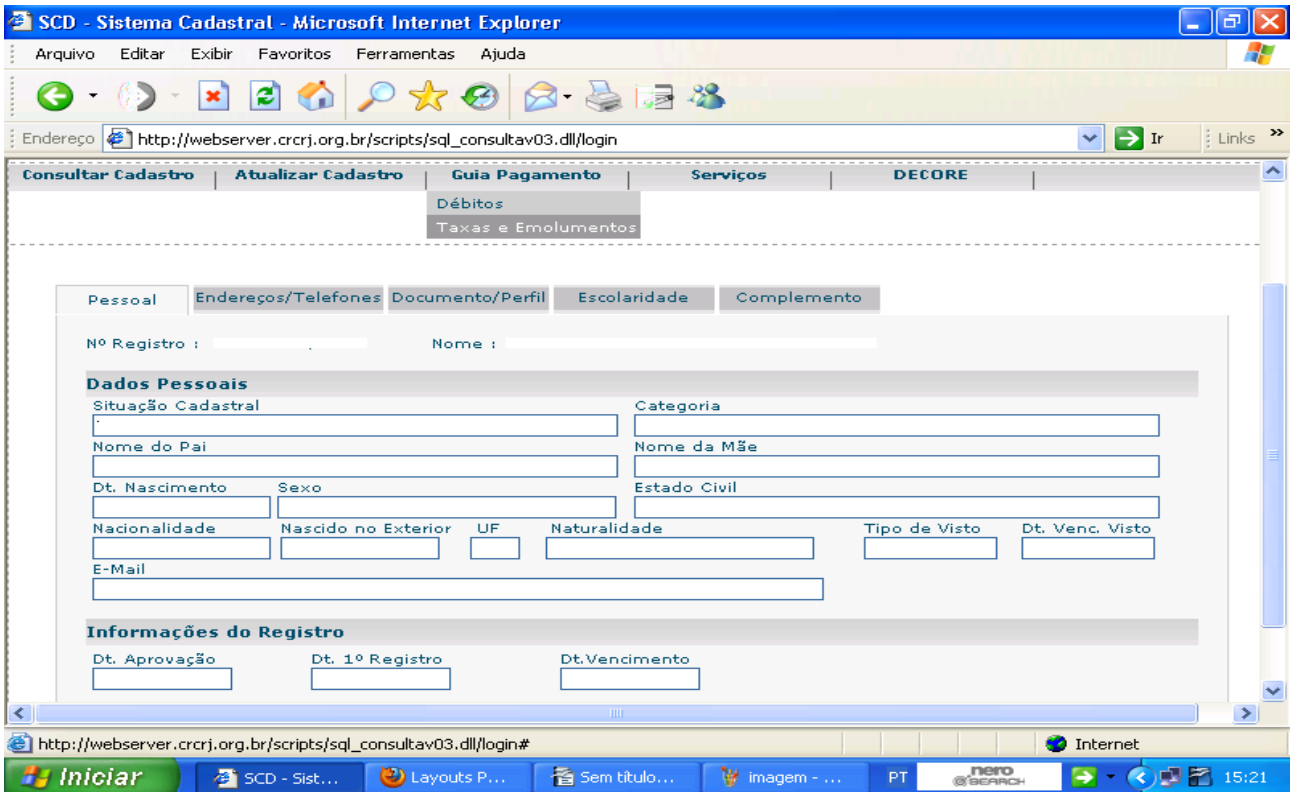 SCD - Sistema Cadastral - Microsoft Internet Explorer
Arquivo Editar Exibir Favoritos Ferramentas Ajuda
Endereço http://webserver.crcrj.org.br/scripts/sql_consultav03.dll/login Ir Links »
Consultar Cadastro | Atualizar Cadastro | Guia Pagamento | Serviços | DECORE |
Débitos
Taxas e Emolumentos
Pessoal Endereços/Telefones Documento/Perfil Escolaridade Complemento
Nº Registro : Nome :
Dados Pessoais
Situação Cadastral Categoria
Nome do Pai Nome da Mãe
Dt. Nascimento Sexo Estado Civil
Nacionalidade Nascido no Exterior UF Naturalidade Tipo de Visto Dt. Venc. Visto
E-Mail
Informações do Registro
Dt. Aprovação Dt. 1º Registro Dt.Vencimento
http://webserver.crcrj.org.br/scripts/sql_consultav03.dll/login# Internet
Iniciar SCD - Sist... Layouts P... Sem título... imagem - ... PT nero SEARCH 15:21